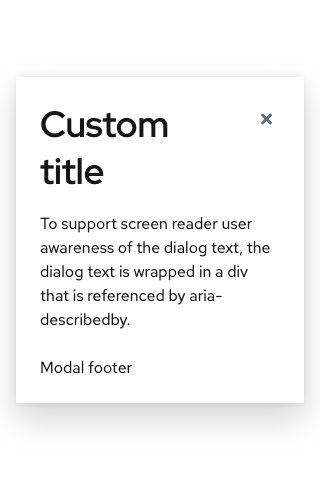 Custom
title
To support screen reader user
awareness of the dialog text, the
dialog text is wrapped in a div
that is referenced by aria-
describedby.
Modal footer